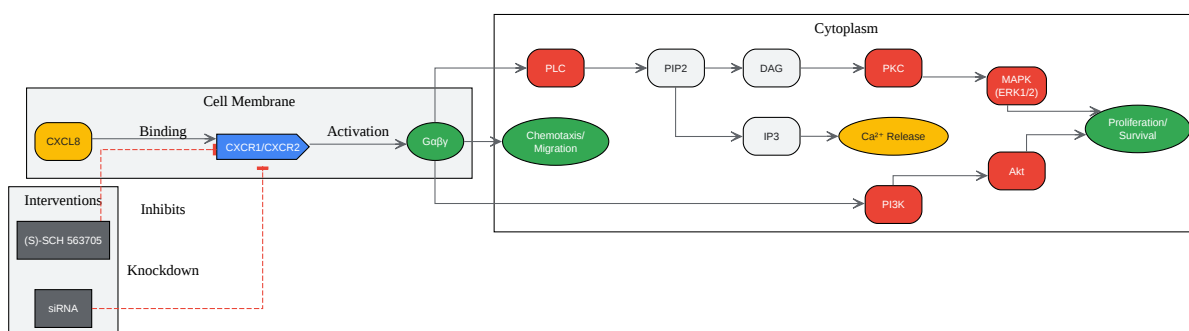 Cytoplasm
PLC
PIP2
DAG
PKC
MAPK
(ERK1/2)
Cell Membrane
CXCL8
Binding
CXCR1/CXCR2
Activation
Gαβγ
Chemotaxis/
Migration
IP3
Ca²⁺ Release
Proliferation/
Survival
Akt
PI3K
Interventions
Inhibits
(S)-SCH 563705
Knockdown
siRNA